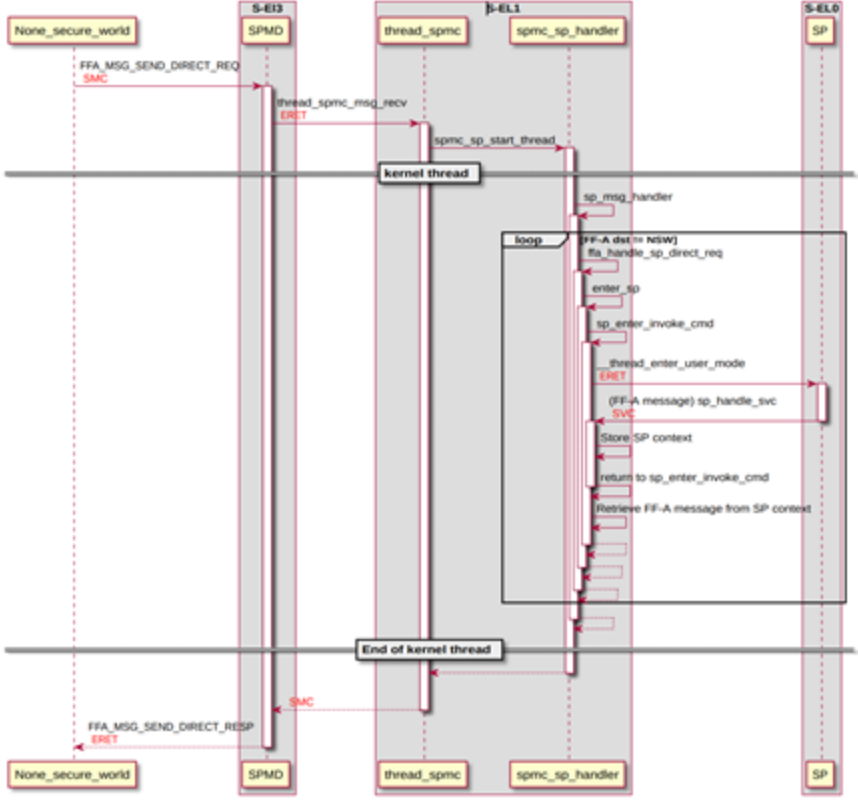 S-El3
S-EL1
S-EL0
None_secure_world
SPMD
thread_spmc
spmc_sp_handler
SP
FFA_MSG_SEND_DIRECT_REQ
SMC
thread_spmc_msg_recv
ERET
spmc_sp_start_thread
kernel thread
sp_msg_handler
loop
[FF-A dst != NSW]
ffa_handle_sp_direct_req
enter_sp
sp_enter_invoke_cmd
__thread_enter_user_mode
ERET
(FF-A message) sp_handle_svc
SVC
Store SP context
return to sp_enter_invoke_cmd
Retrieve FF-A message from SP context
End of kernel thread
SMC
FFA_MSG_SEND_DIRECT_RESP
ERET
None_secure_world
SPMD
thread_spmc
spmc_sp_handler
SP